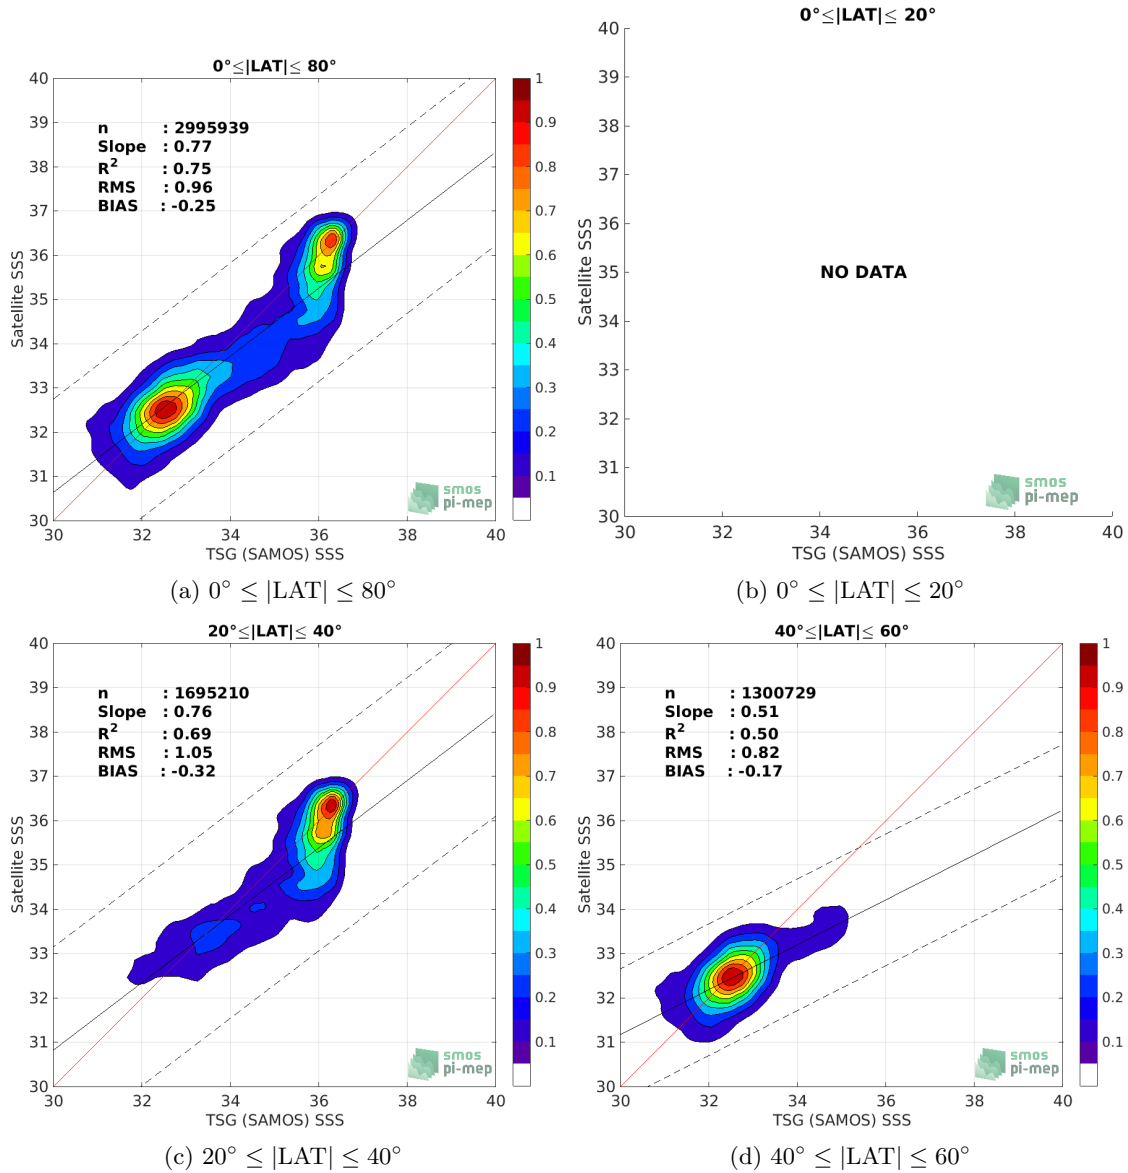 0°≤|LAT|≤ 80°
40
39
38
37
36
35
34
33
32
31
30
Satellite SSS
n : 2995939
Slope : 0.77
R² : 0.75
RMS : 0.96
BIAS : -0.25
smos
pi-mep
30 32 34 36 38 40
TSG (SAMOS) SSS
1
0.9
0.8
0.7
0.6
0.5
0.4
0.3
0.2
0.1
(a) 0° ≤ |LAT| ≤ 80°
0°≤|LAT|≤ 20°
40
39
38
37
36
35
34
33
32
31
30
Satellite SSS
NO DATA
smos
pi-mep
30 32 34 36 38 40
TSG (SAMOS) SSS
(b) 0° ≤ |LAT| ≤ 20°
20°≤|LAT|≤ 40°
40
39
38
37
36
35
34
33
32
31
30
Satellite SSS
n : 1695210
Slope : 0.76
R² : 0.69
RMS : 1.05
BIAS : -0.32
smos
pi-mep
30 32 34 36 38 40
TSG (SAMOS) SSS
1
0.9
0.8
0.7
0.6
0.5
0.4
0.3
0.2
0.1
(c) 20° ≤ |LAT| ≤ 40°
40°≤|LAT|≤ 60°
40
39
38
37
36
35
34
33
32
31
30
Satellite SSS
n : 1300729
Slope : 0.51
R² : 0.50
RMS : 0.82
BIAS : -0.17
smos
pi-mep
30 32 34 36 38 40
TSG (SAMOS) SSS
1
0.9
0.8
0.7
0.6
0.5
0.4
0.3
0.2
0.1
(d) 40° ≤ |LAT| ≤ 60°